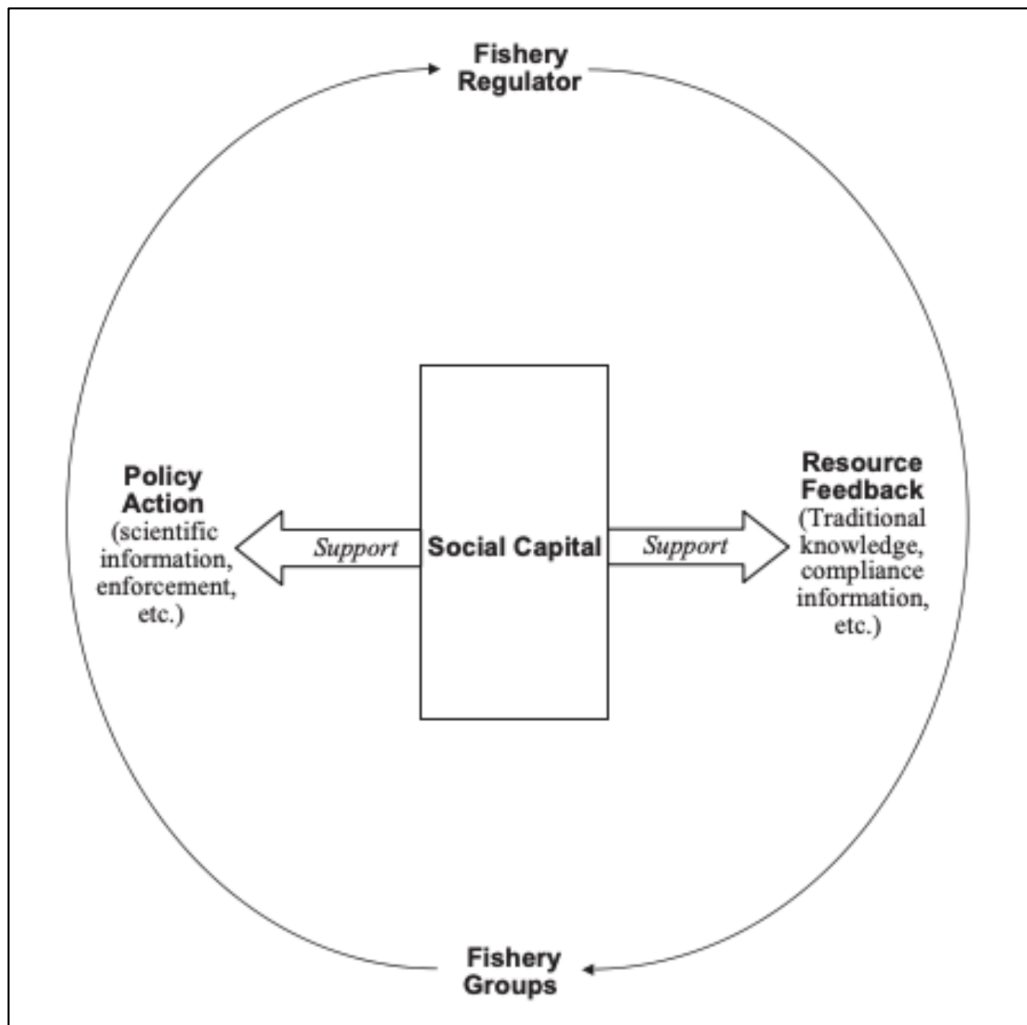 Fishery
Regulator
Policy
Action
(scientific
information,
enforcement,
etc.)
Support
Social Capital
Support
Resource
Feedback
(Traditional
knowledge,
compliance
information,
etc.)
Fishery
Groups